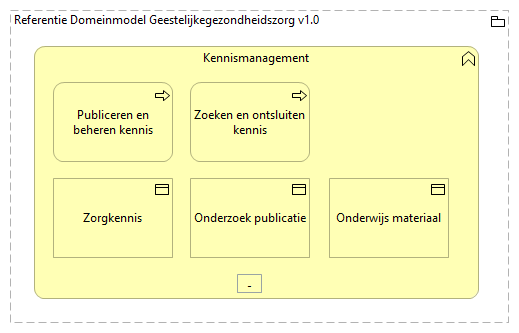 Referentie Domeinmodel Geestelijkegezondheidszorg v1.0
Kennismanagement
Publiceren en
beheren kennis
Zoeken en ontsluiten
kennis
Zorgkennis
Onderzoek publicatie
Onderwijs materiaal
-